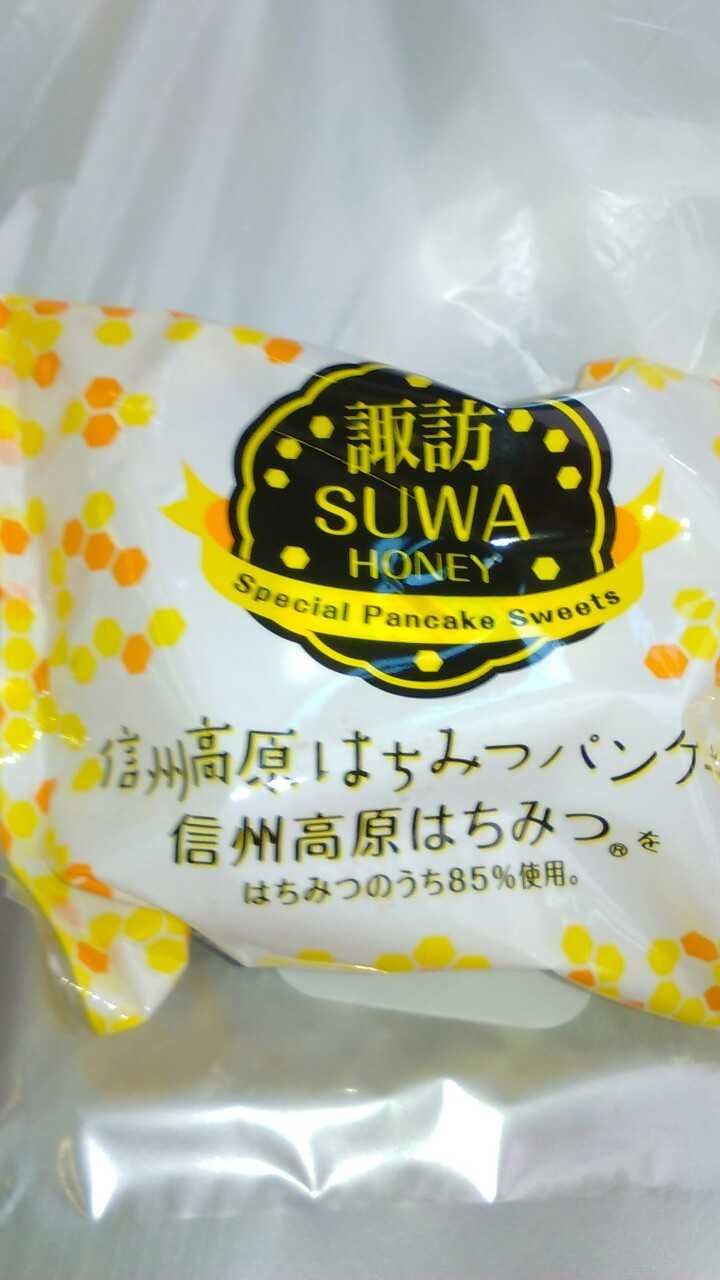 諏訪
SUWA
HONEY
Special Pancake Sweets
信州高原はちみつパンケ
信州高原はちみつ®を
はちみつのうち85%使用。